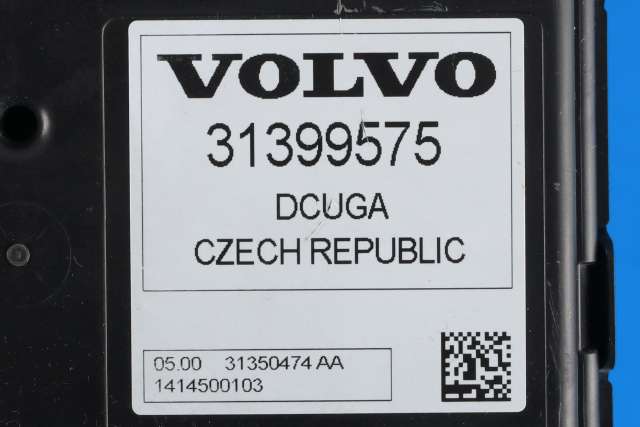 VOLVO
31399575
DCUGA
CZECH REPUBLIC
05.00 31350474 AA
1414500103